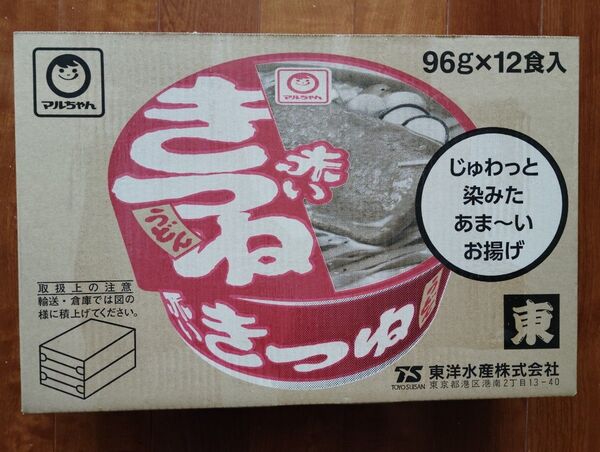 マルちゃん
96g×12食入
マルちゃん
赤い
きつね
うどん
じゅわっと
染みた
あま～い
お揚げ
赤いきつね
うどん
取扱上の注意
輸送・倉庫では図の
様に積上げてください。
東
TS
TOYO SUISAN
東洋水産株式会社
東京都港区港南2丁目13-40